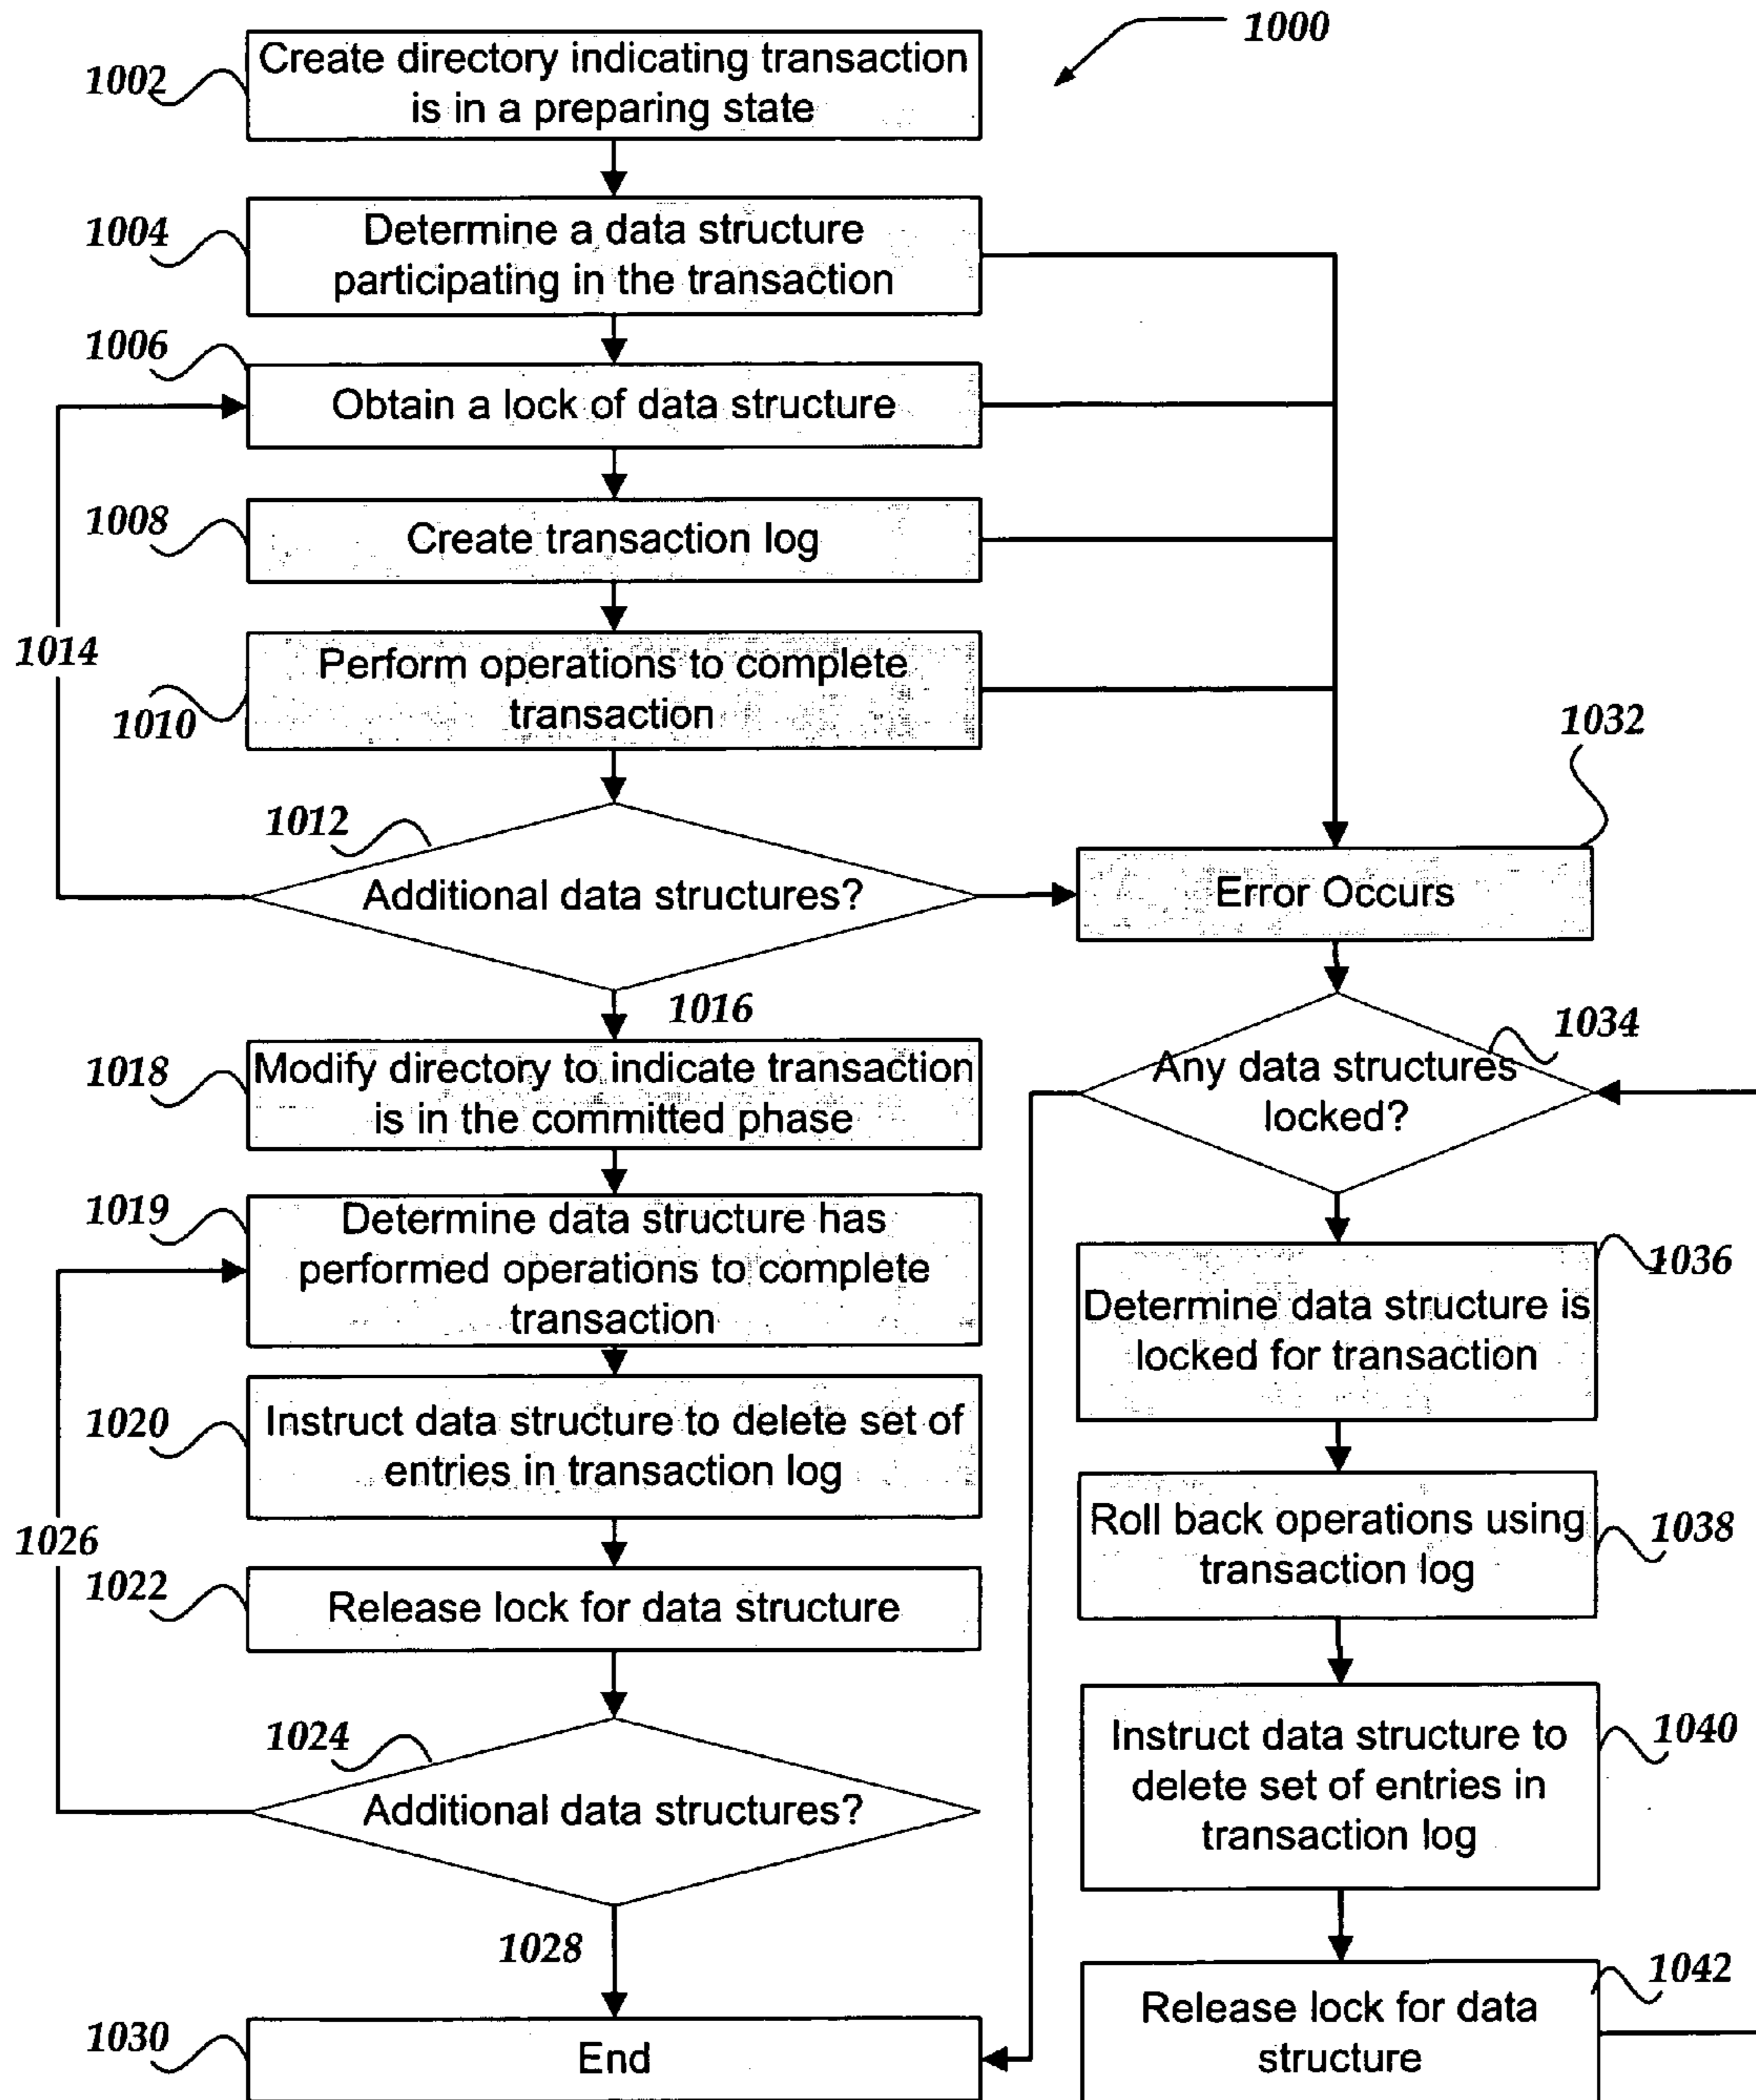 1000
1002
Create directory indicating transaction
is in a preparing state
1004
Determine a data structure
participating in the transaction
1006
Obtain a lock of data structure
1008
Create transaction log
1014
1010
Perform operations to complete
transaction
1012
Additional data structures?
1032
Error Occurs
1016
1018
Modify directory to indicate transaction
is in the committed phase
1034
Any data structures
locked?
1019
Determine data structure has
performed operations to complete
transaction
1036
Determine data structure is
locked for transaction
1020
Instruct data structure to delete set of
entries in transaction log
1026
1038
Roll back operations using
transaction log
1022
Release lock for data structure
1040
Instruct data structure to
delete set of entries in
transaction log
1024
Additional data structures?
1028
1042
Release lock for data
structure
1030
End